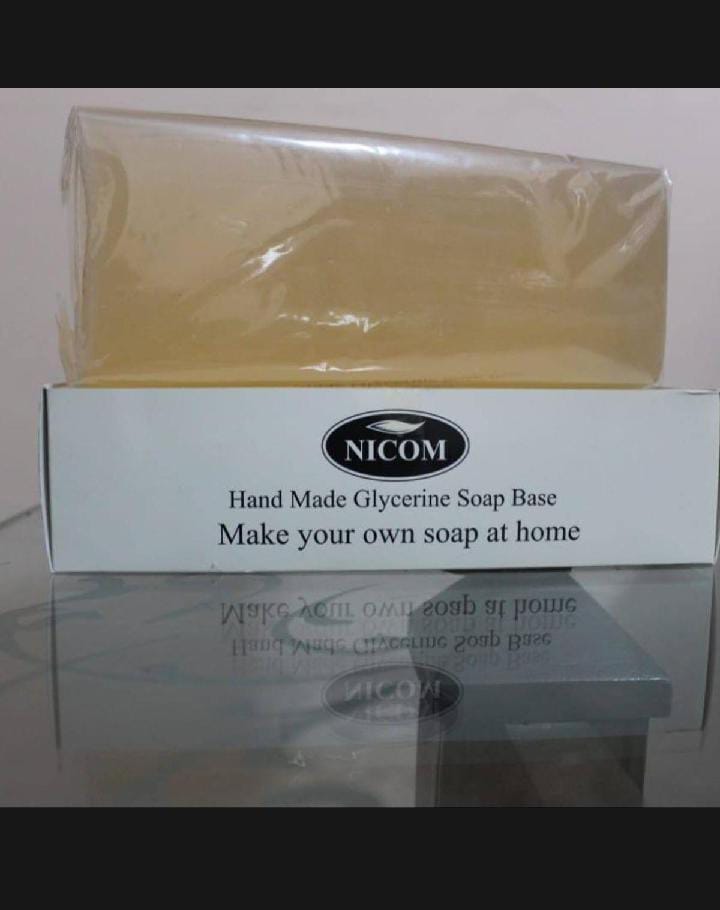 NICOM
Hand Made Glycerine Soap Base
Make your own soap at home